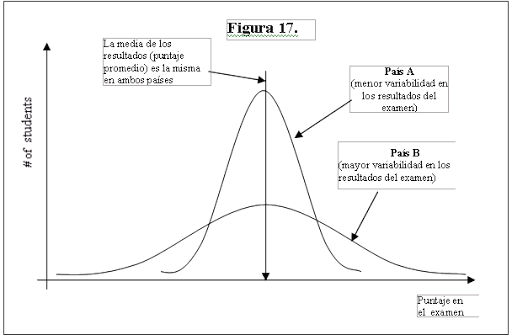 Figura 17.
La media de los
resultados (puntaje
promedio) es la misma
en ambos países
País A
(menor variabilidad en
los resultados del
examen)
País B
(mayor variabilidad en los
resultados del examen)
# of students
Puntaje en
el examen